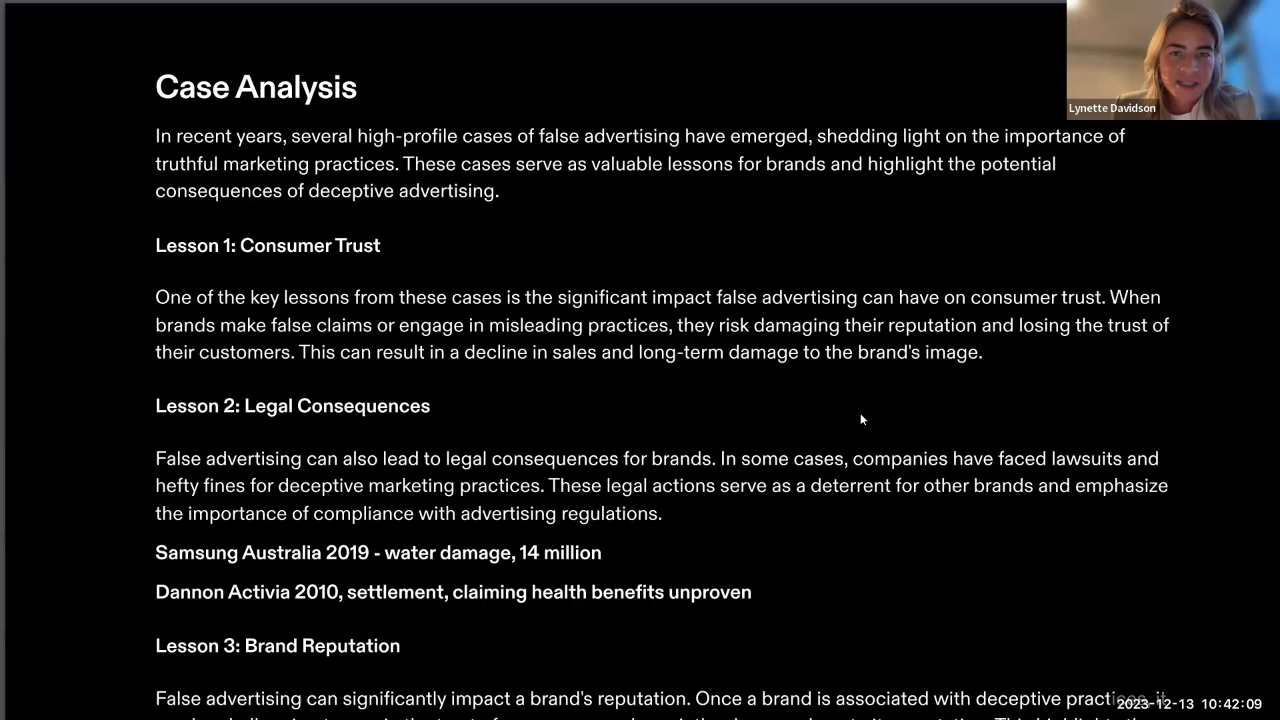 Case Analysis
Lynette Davidson
In recent years, several high-profile cases of false advertising have emerged, shedding light on the importance of
truthful marketing practices. These cases serve as valuable lessons for brands and highlight the potential
consequences of deceptive advertising.
Lesson 1: Consumer Trust
One of the key lessons from these cases is the significant impact false advertising can have on consumer trust. When
brands make false claims or engage in misleading practices, they risk damaging their reputation and losing the trust of
their customers. This can result in a decline in sales and long-term damage to the brand's image.
Lesson 2: Legal Consequences
False advertising can also lead to legal consequences for brands. In some cases, companies have faced lawsuits and
hefty fines for deceptive marketing practices. These legal actions serve as a deterrent for other brands and emphasize
the importance of compliance with advertising regulations.
Samsung Australia 2019 - water damage, 14 million
Dannon Activia 2010, settlement, claiming health benefits unproven
Lesson 3: Brand Reputation
False advertising can significantly impact a brand's reputation. Once a brand is associated with deceptive practices, it
2023-12-13 10:42:09